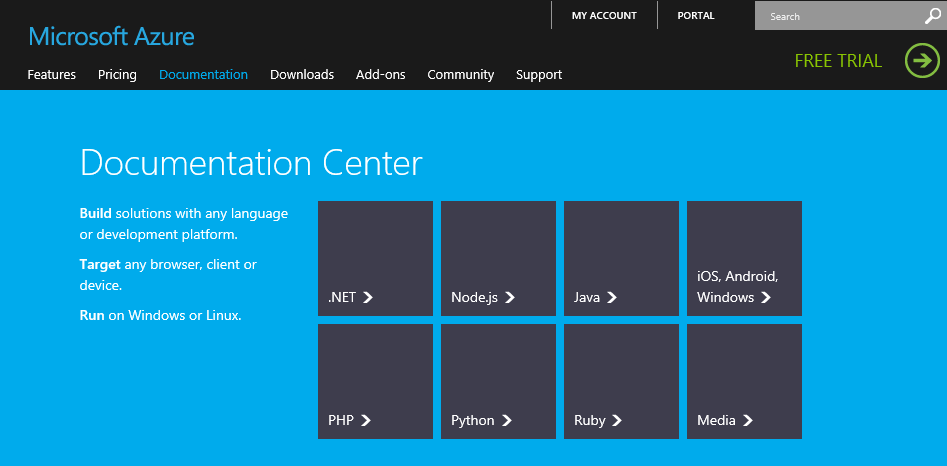 MY ACCOUNT
PORTAL
Search
Microsoft Azure
FREE TRIAL
Features Pricing Documentation Downloads Add-ons Community Support
Documentation Center
Build solutions with any language
or development platform.
Target any browser, client or
device.
Run on Windows or Linux.
.NET
Node.js
Java
iOS, Android,
Windows
PHP
Python
Ruby
Media